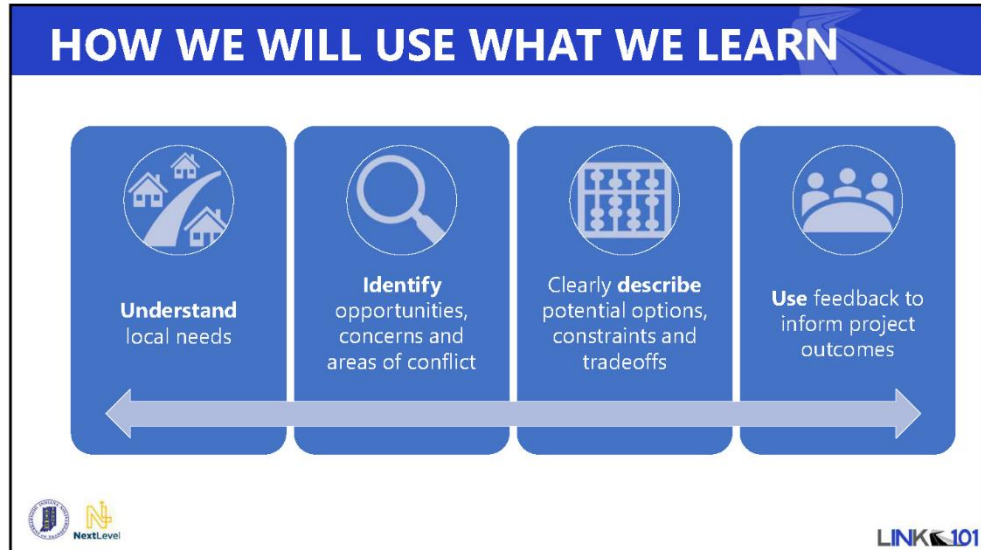 HOW WE WILL USE WHAT WE LEARN
Understand
local needs
Identify
opportunities,
concerns and
areas of conflict
Clearly describe
potential options,
constraints and
tradeoffs
Use feedback to
inform project
outcomes
NextLevel
LINK 101